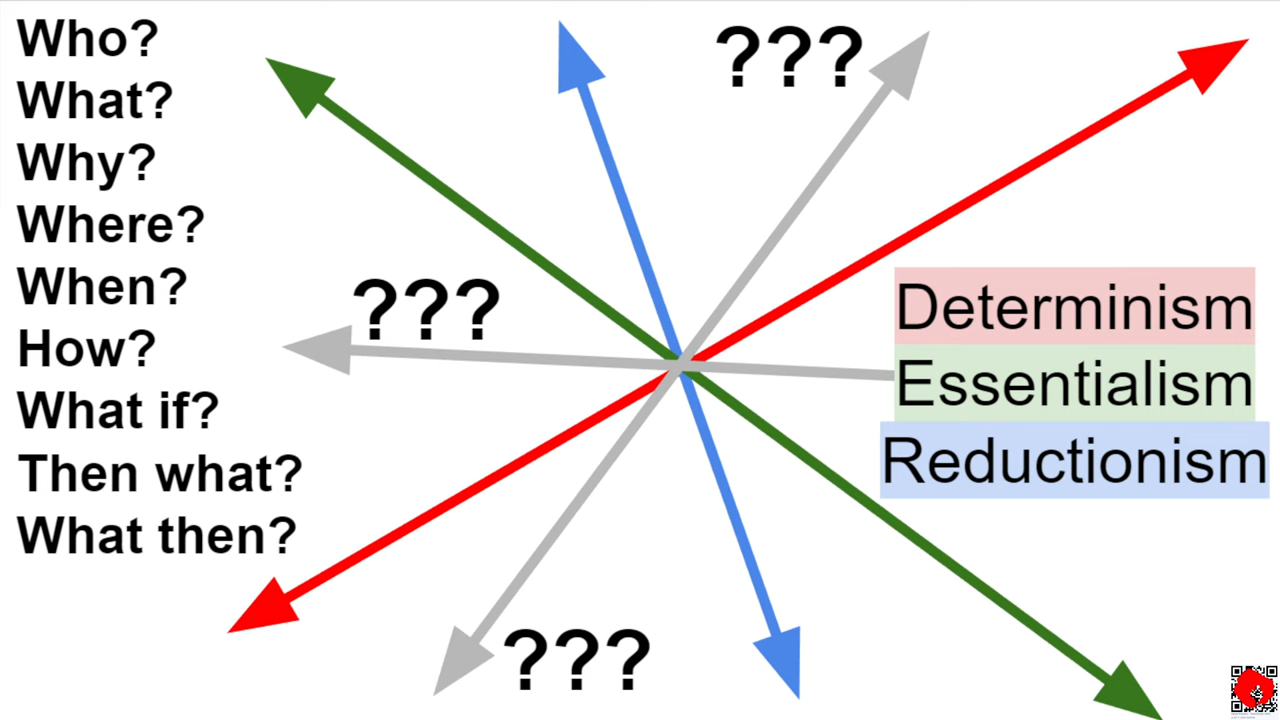 Who?
What?
Why?
Where?
When?
How?
What if?
Then what?
What then?
???
???
???
Determinism
Essentialism
Reductionism